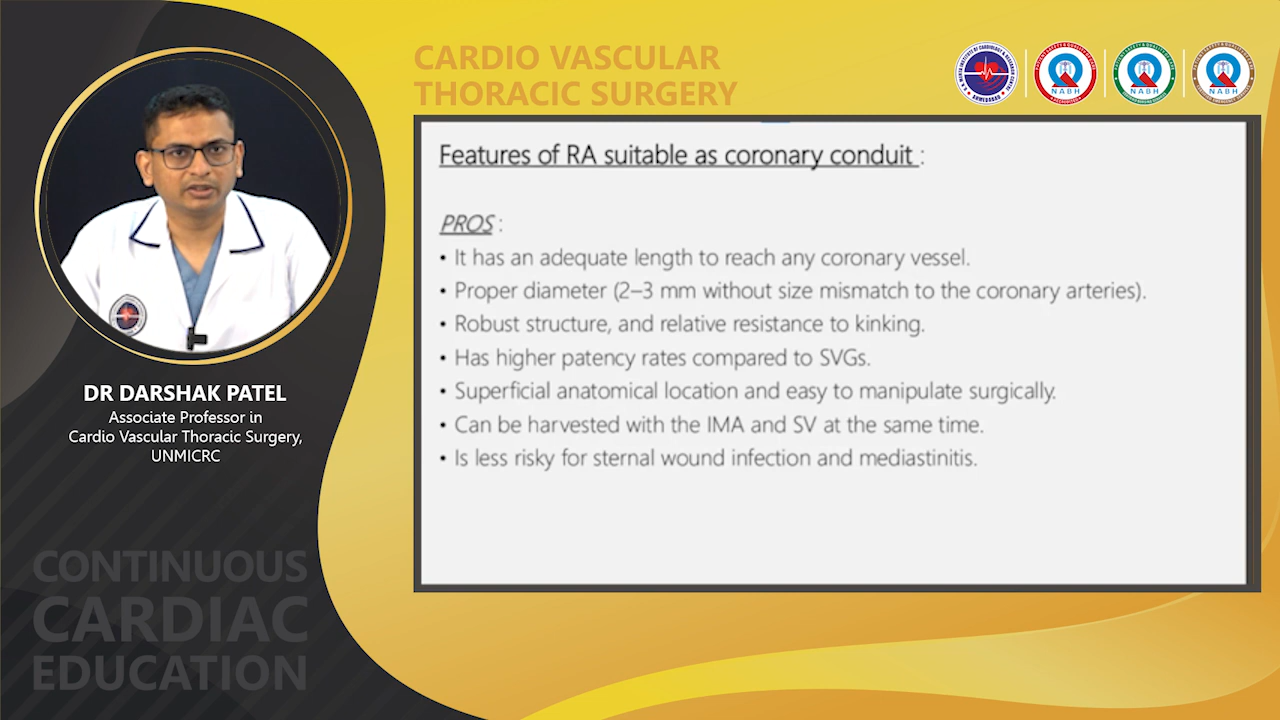 CARDIO VASCULAR
THORACIC SURGERY
NABH
NABH
NABH
Features of RA suitable as coronary conduit :
PROS :
• It has an adequate length to reach any coronary vessel.
• Proper diameter (2–3 mm without size mismatch to the coronary arteries).
• Robust structure, and relative resistance to kinking.
• Has higher patency rates compared to SVGs.
• Superficial anatomical location and easy to manipulate surgically.
• Can be harvested with the IMA and SV at the same time.
• Is less risky for sternal wound infection and mediastinitis.
DR DARSHAK PATEL
Associate Professor in
Cardio Vascular Thoracic Surgery,
UNMICRC
CONTINUOUS
CARDIAC
EDUCATION